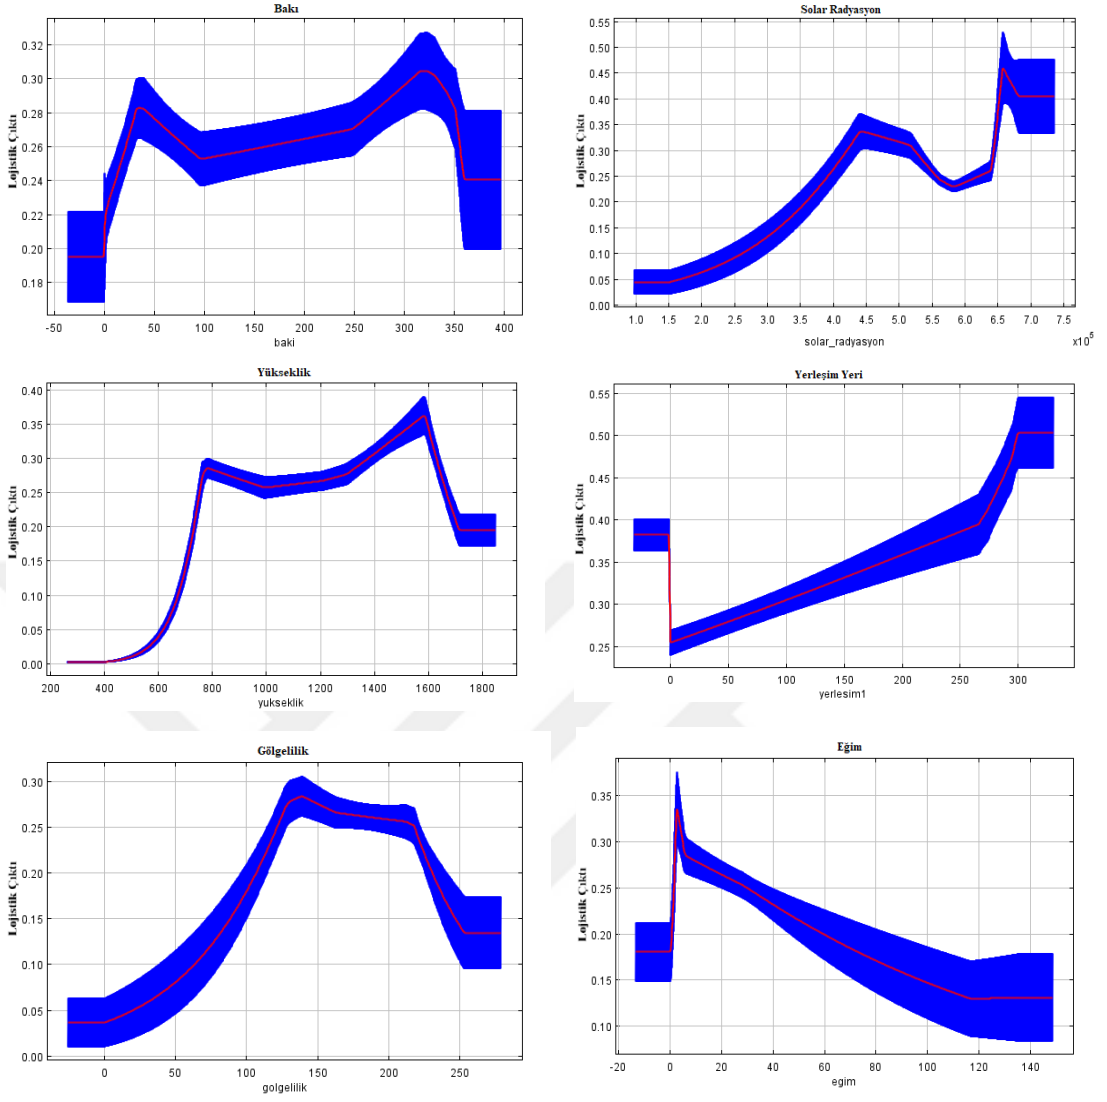 Bakı
Lojistik Çıktı
0.32
0.30
0.28
0.26
0.24
0.22
0.20
0.18
-50 0 50 100 150 200 250 300 350 400
baki
Solar Radyasyon
Lojistik Çıktı
0.55
0.50
0.45
0.40
0.35
0.30
0.25
0.20
0.15
0.10
0.05
0.00
1.0 1.5 2.0 2.5 3.0 3.5 4.0 4.5 5.0 5.5 6.0 6.5 7.0 7.5
solar_radyasyon x10⁵
Yükseklik
Lojistik Çıktı
0.40
0.35
0.30
0.25
0.20
0.15
0.10
0.05
0.00
200 400 600 800 1000 1200 1400 1600 1800
yukseklik
Yerleşim Yeri
Lojistik Çıktı
0.55
0.50
0.45
0.40
0.35
0.30
0.25
0 50 100 150 200 250 300
yerlesim1
Gölgelilik
Lojistik Çıktı
0.30
0.25
0.20
0.15
0.10
0.05
0.00
0 50 100 150 200 250
golgelilik
Eğim
Lojistik Çıktı
0.35
0.30
0.25
0.20
0.15
0.10
-20 0 20 40 60 80 100 120 140
egim